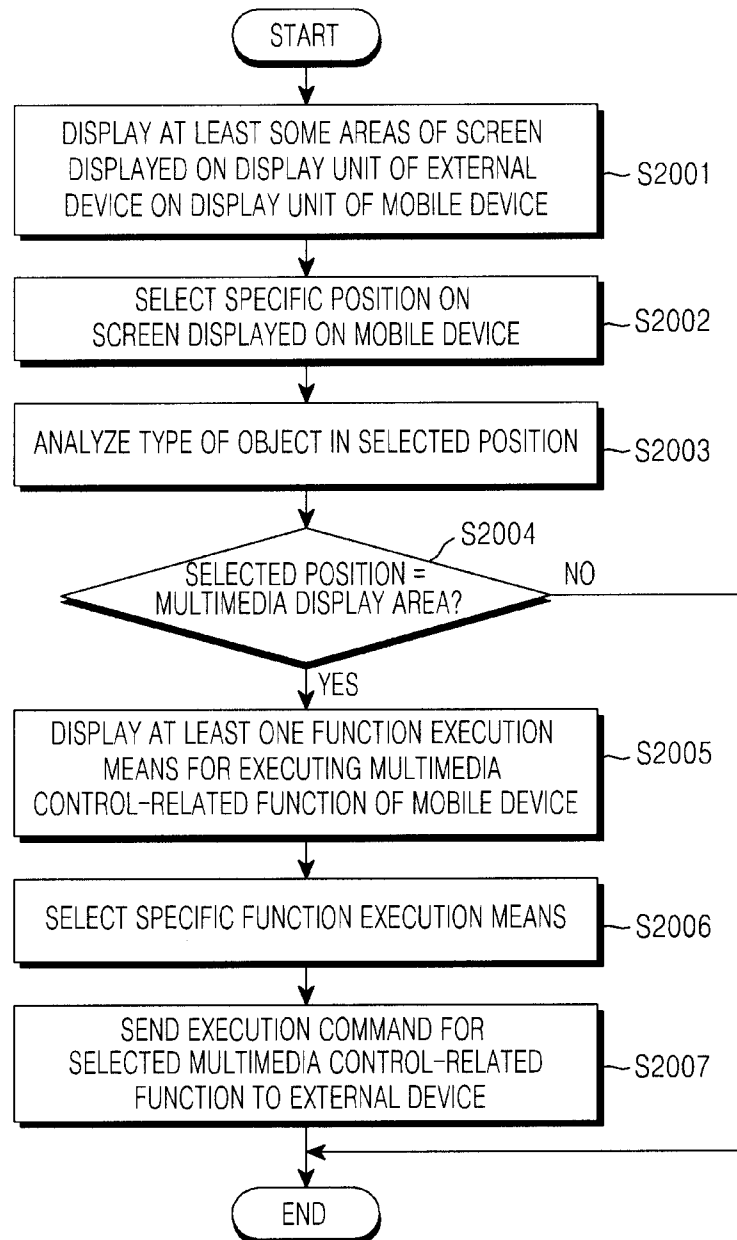 START
DISPLAY AT LEAST SOME AREAS OF SCREEN
DISPLAYED ON DISPLAY UNIT OF EXTERNAL
DEVICE ON DISPLAY UNIT OF MOBILE DEVICE
S2001
SELECT SPECIFIC POSITION ON
SCREEN DISPLAYED ON MOBILE DEVICE
S2002
ANALYZE TYPE OF OBJECT IN SELECTED POSITION
S2003
S2004
SELECTED POSITION =
MULTIMEDIA DISPLAY AREA?
NO
YES
DISPLAY AT LEAST ONE FUNCTION EXECUTION
MEANS FOR EXECUTING MULTIMEDIA
CONTROL-RELATED FUNCTION OF MOBILE DEVICE
S2005
SELECT SPECIFIC FUNCTION EXECUTION MEANS
S2006
SEND EXECUTION COMMAND FOR
SELECTED MULTIMEDIA CONTROL-RELATED
FUNCTION TO EXTERNAL DEVICE
S2007
END